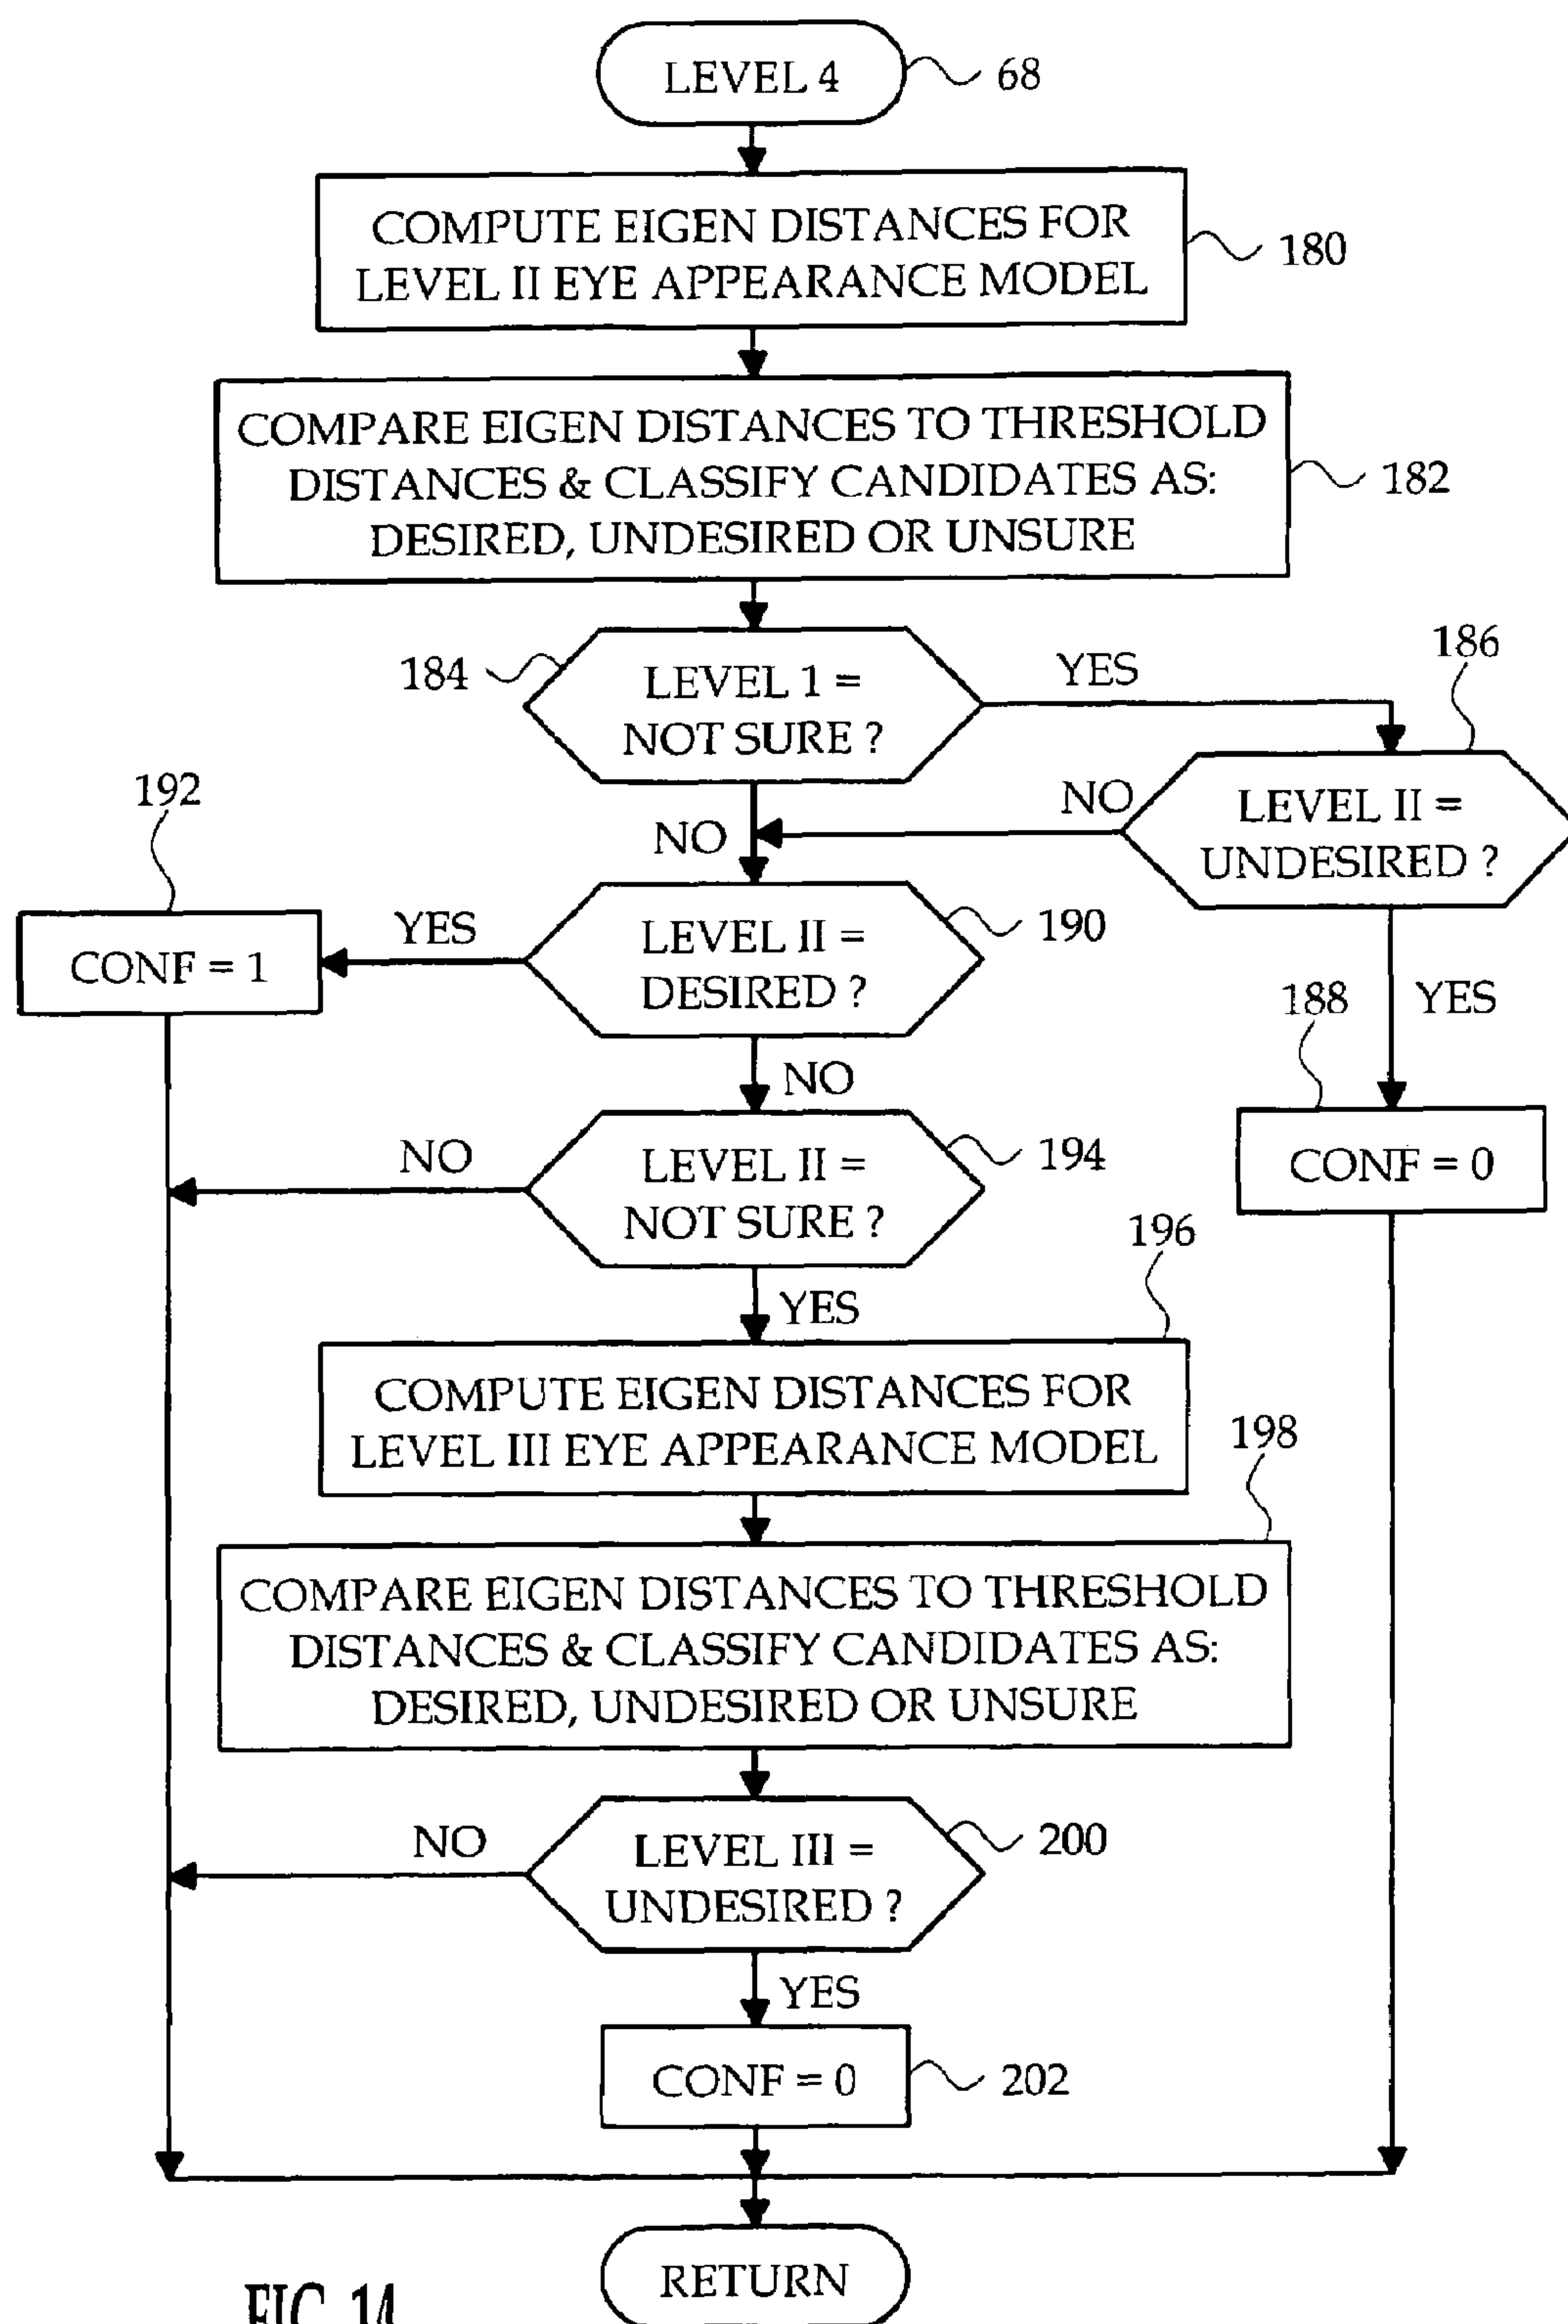 LEVEL 4
68
COMPUTE EIGEN DISTANCES FOR
LEVEL II EYE APPEARANCE MODEL
180
COMPARE EIGEN DISTANCES TO THRESHOLD
DISTANCES & CLASSIFY CANDIDATES AS:
DESIRED, UNDESIRED OR UNSURE
182
184
LEVEL 1 =
NOT SURE ?
YES
186
NO
LEVEL II =
UNDESIRED ?
NO
192
CONF = 1
YES
LEVEL II =
DESIRED ?
190
188
YES
NO
CONF = 0
NO
LEVEL II =
NOT SURE ?
194
YES
196
COMPUTE EIGEN DISTANCES FOR
LEVEL III EYE APPEARANCE MODEL
198
COMPARE EIGEN DISTANCES TO THRESHOLD
DISTANCES & CLASSIFY CANDIDATES AS:
DESIRED, UNDESIRED OR UNSURE
NO
LEVEL III =
UNDESIRED ?
200
YES
CONF = 0
202
RETURN
FIG. 14